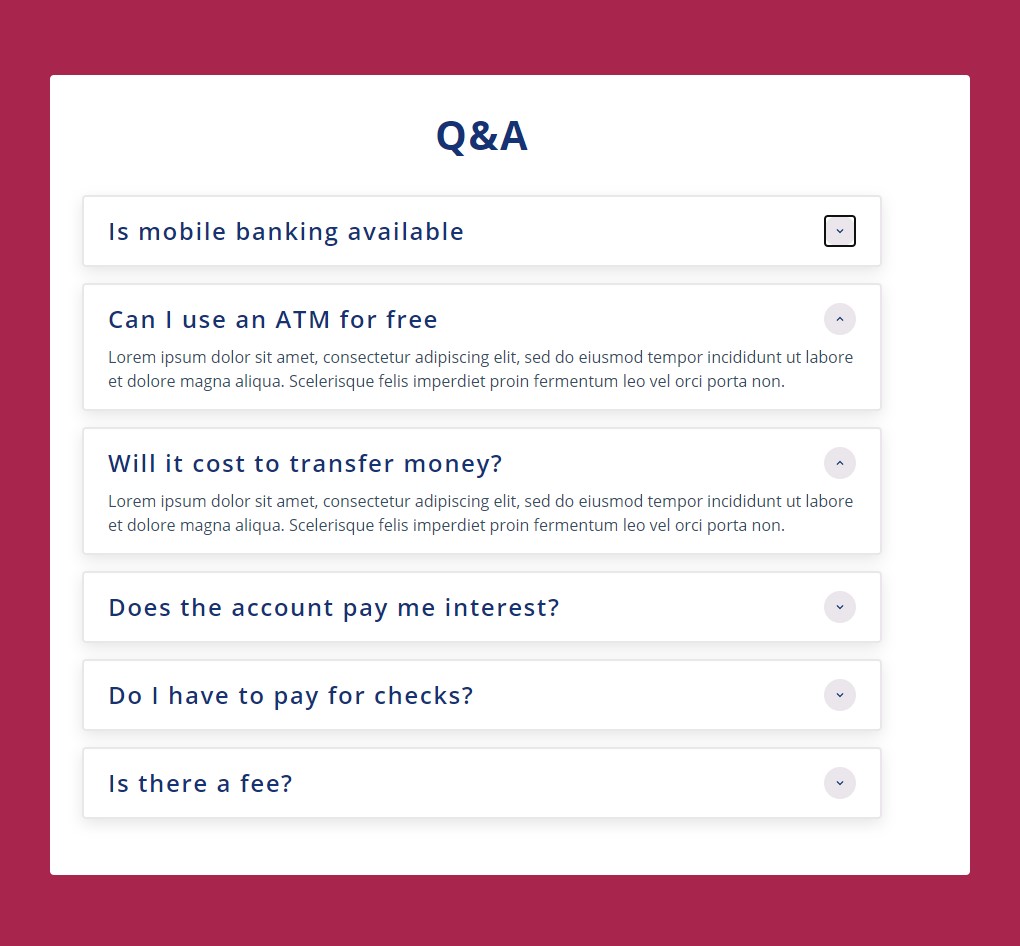 Q&A
Is mobile banking available
Can I use an ATM for free
Lorem ipsum dolor sit amet, consectetur adipiscing elit, sed do eiusmod tempor incididunt ut labore
et dolore magna aliqua. Scelerisque felis imperdiet proin fermentum leo vel orci porta non.
Will it cost to transfer money?
Lorem ipsum dolor sit amet, consectetur adipiscing elit, sed do eiusmod tempor incididunt ut labore
et dolore magna aliqua. Scelerisque felis imperdiet proin fermentum leo vel orci porta non.
Does the account pay me interest?
Do I have to pay for checks?
Is there a fee?